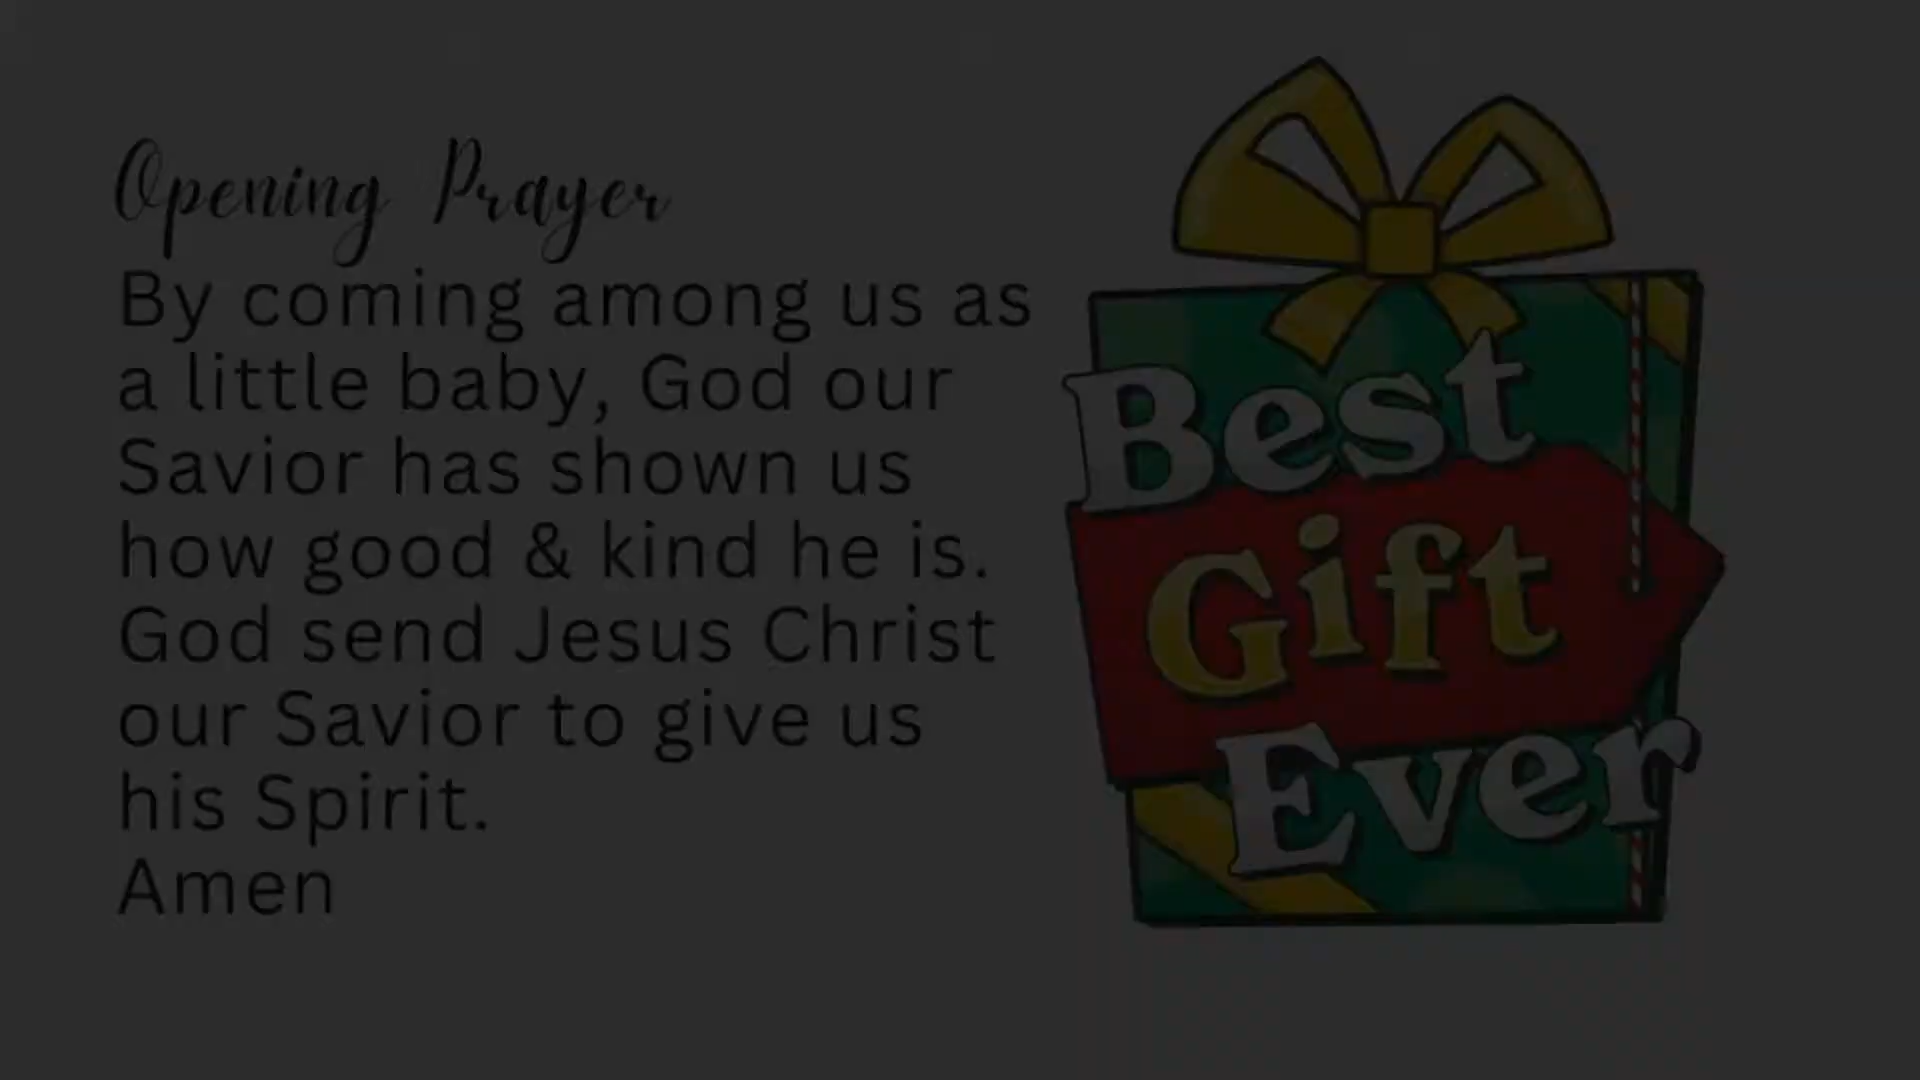 Opening Prayer
By coming among us as
a little baby, God our
Savior has shown us
how good & kind he is.
God send Jesus Christ
our Savior to give us
his Spirit.
Amen
Best
Gift
Ever